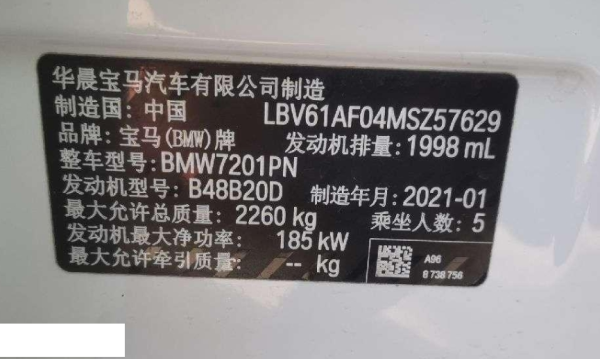 华晨宝马汽车有限公司制造
制造国: 中国 LBV61AF04MSZ57629
品牌: 宝马(BMW)牌 发动机排量: 1998 mL
整车型号: BMW7201PN
发动机型号: B48B20D 制造年月: 2021-01
最大允许总质量: 2260 kg 乘坐人数: 5
发动机最大净功率: 185 kW
最大允许牵引质量: -- kg
A96
8 738 756